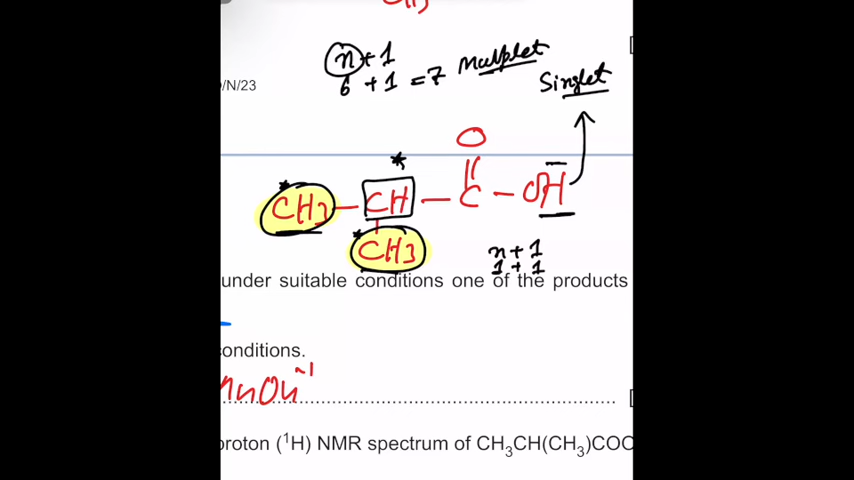 CH3
n+1
6+1=7 Multplet
Singlet
/N/23
O
||
CH3 — CH — C — OH
CH3
n+1
1+1
under suitable conditions one of the products
conditions.
proton (¹H) NMR spectrum of CH₃CH(CH₃)COO